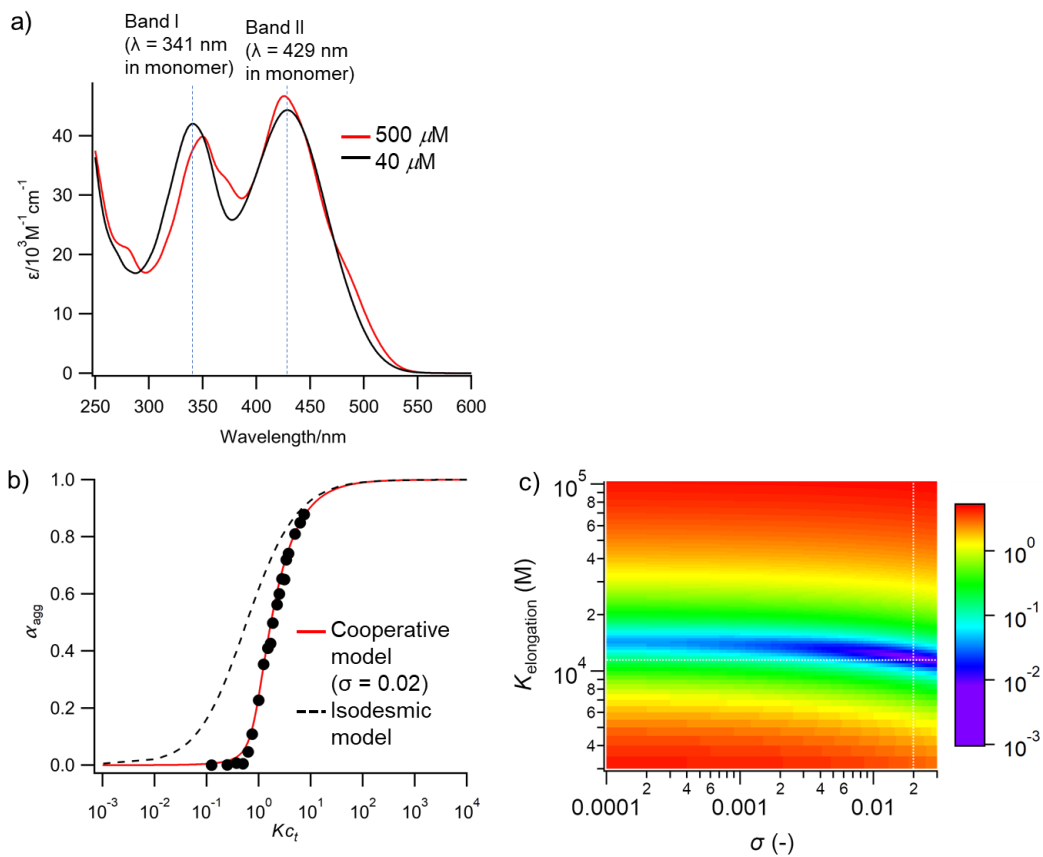 a)
Band I
(λ = 341 nm
in monomer)
Band II
(λ = 429 nm
in monomer)
500 μM
40 μM
40
30
20
10
0
ε/10³M⁻¹cm⁻¹
250 300 350 400 450 500 550 600
Wavelength/nm
b)
1.0
0.8
0.6
0.4
0.2
0.0
α_agg
Cooperative
model
(σ = 0.02)
Isodesmic
model
10⁻³ 10⁻² 10⁻¹ 10⁰ 10¹ 10² 10³ 10⁴
Kc_t
c)
10⁵
8
6
4
2
10⁴
8
6
4
K_elongation (M)
0.0001 2 4 6 8 0.001 2 4 6 8 0.01 2
σ (-)
10⁰
10⁻¹
10⁻²
10⁻³